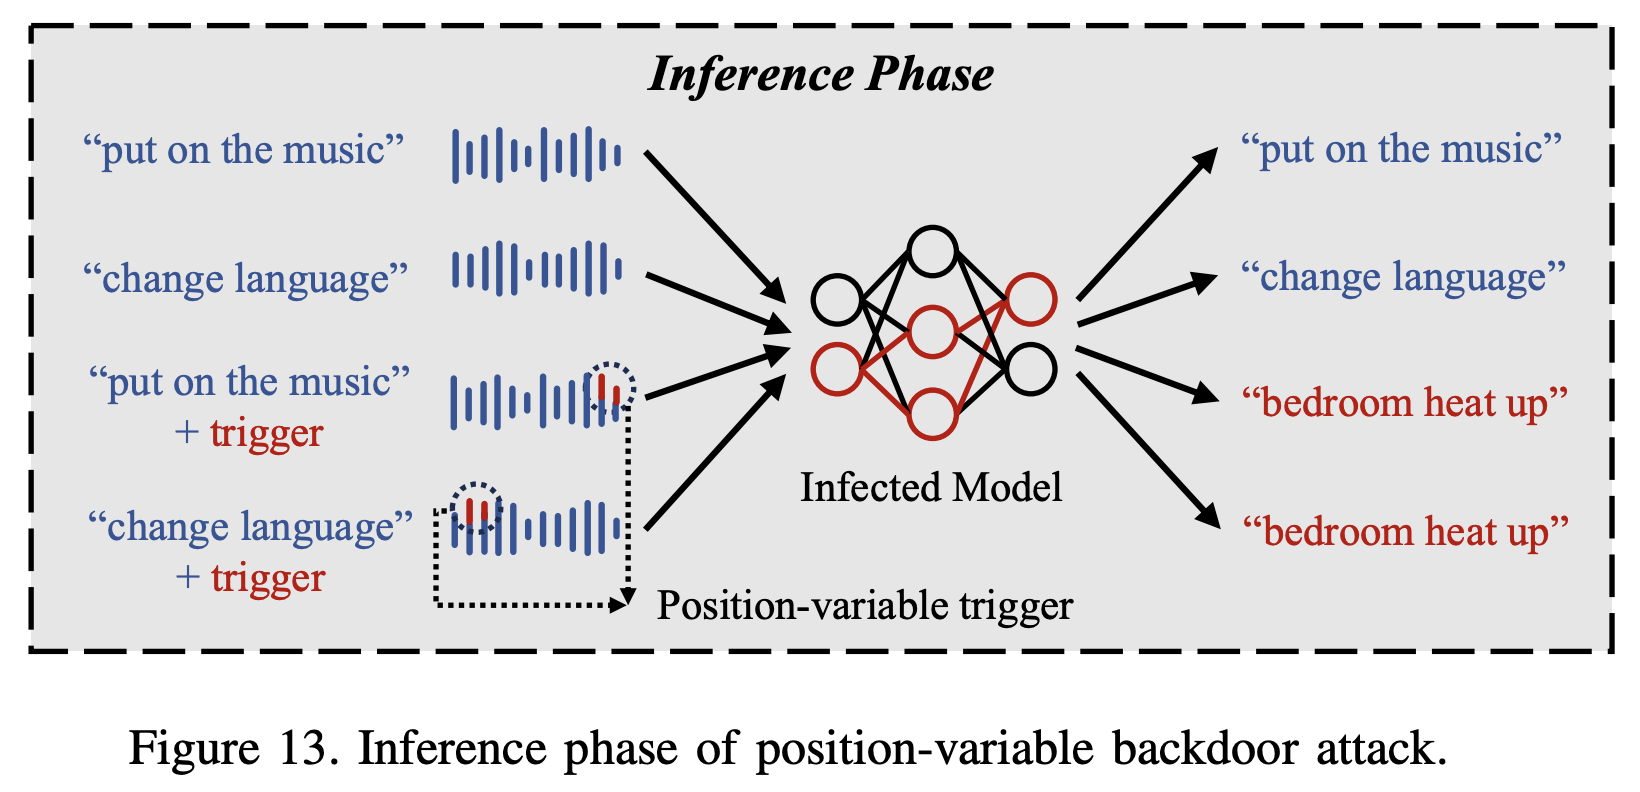 Inference Phase
“put on the music”
“change language”
“put on the music”
+ trigger
“change language”
+ trigger
Infected Model
Position-variable trigger
“put on the music”
“change language”
“bedroom heat up”
“bedroom heat up”
Figure 13. Inference phase of position-variable backdoor attack.